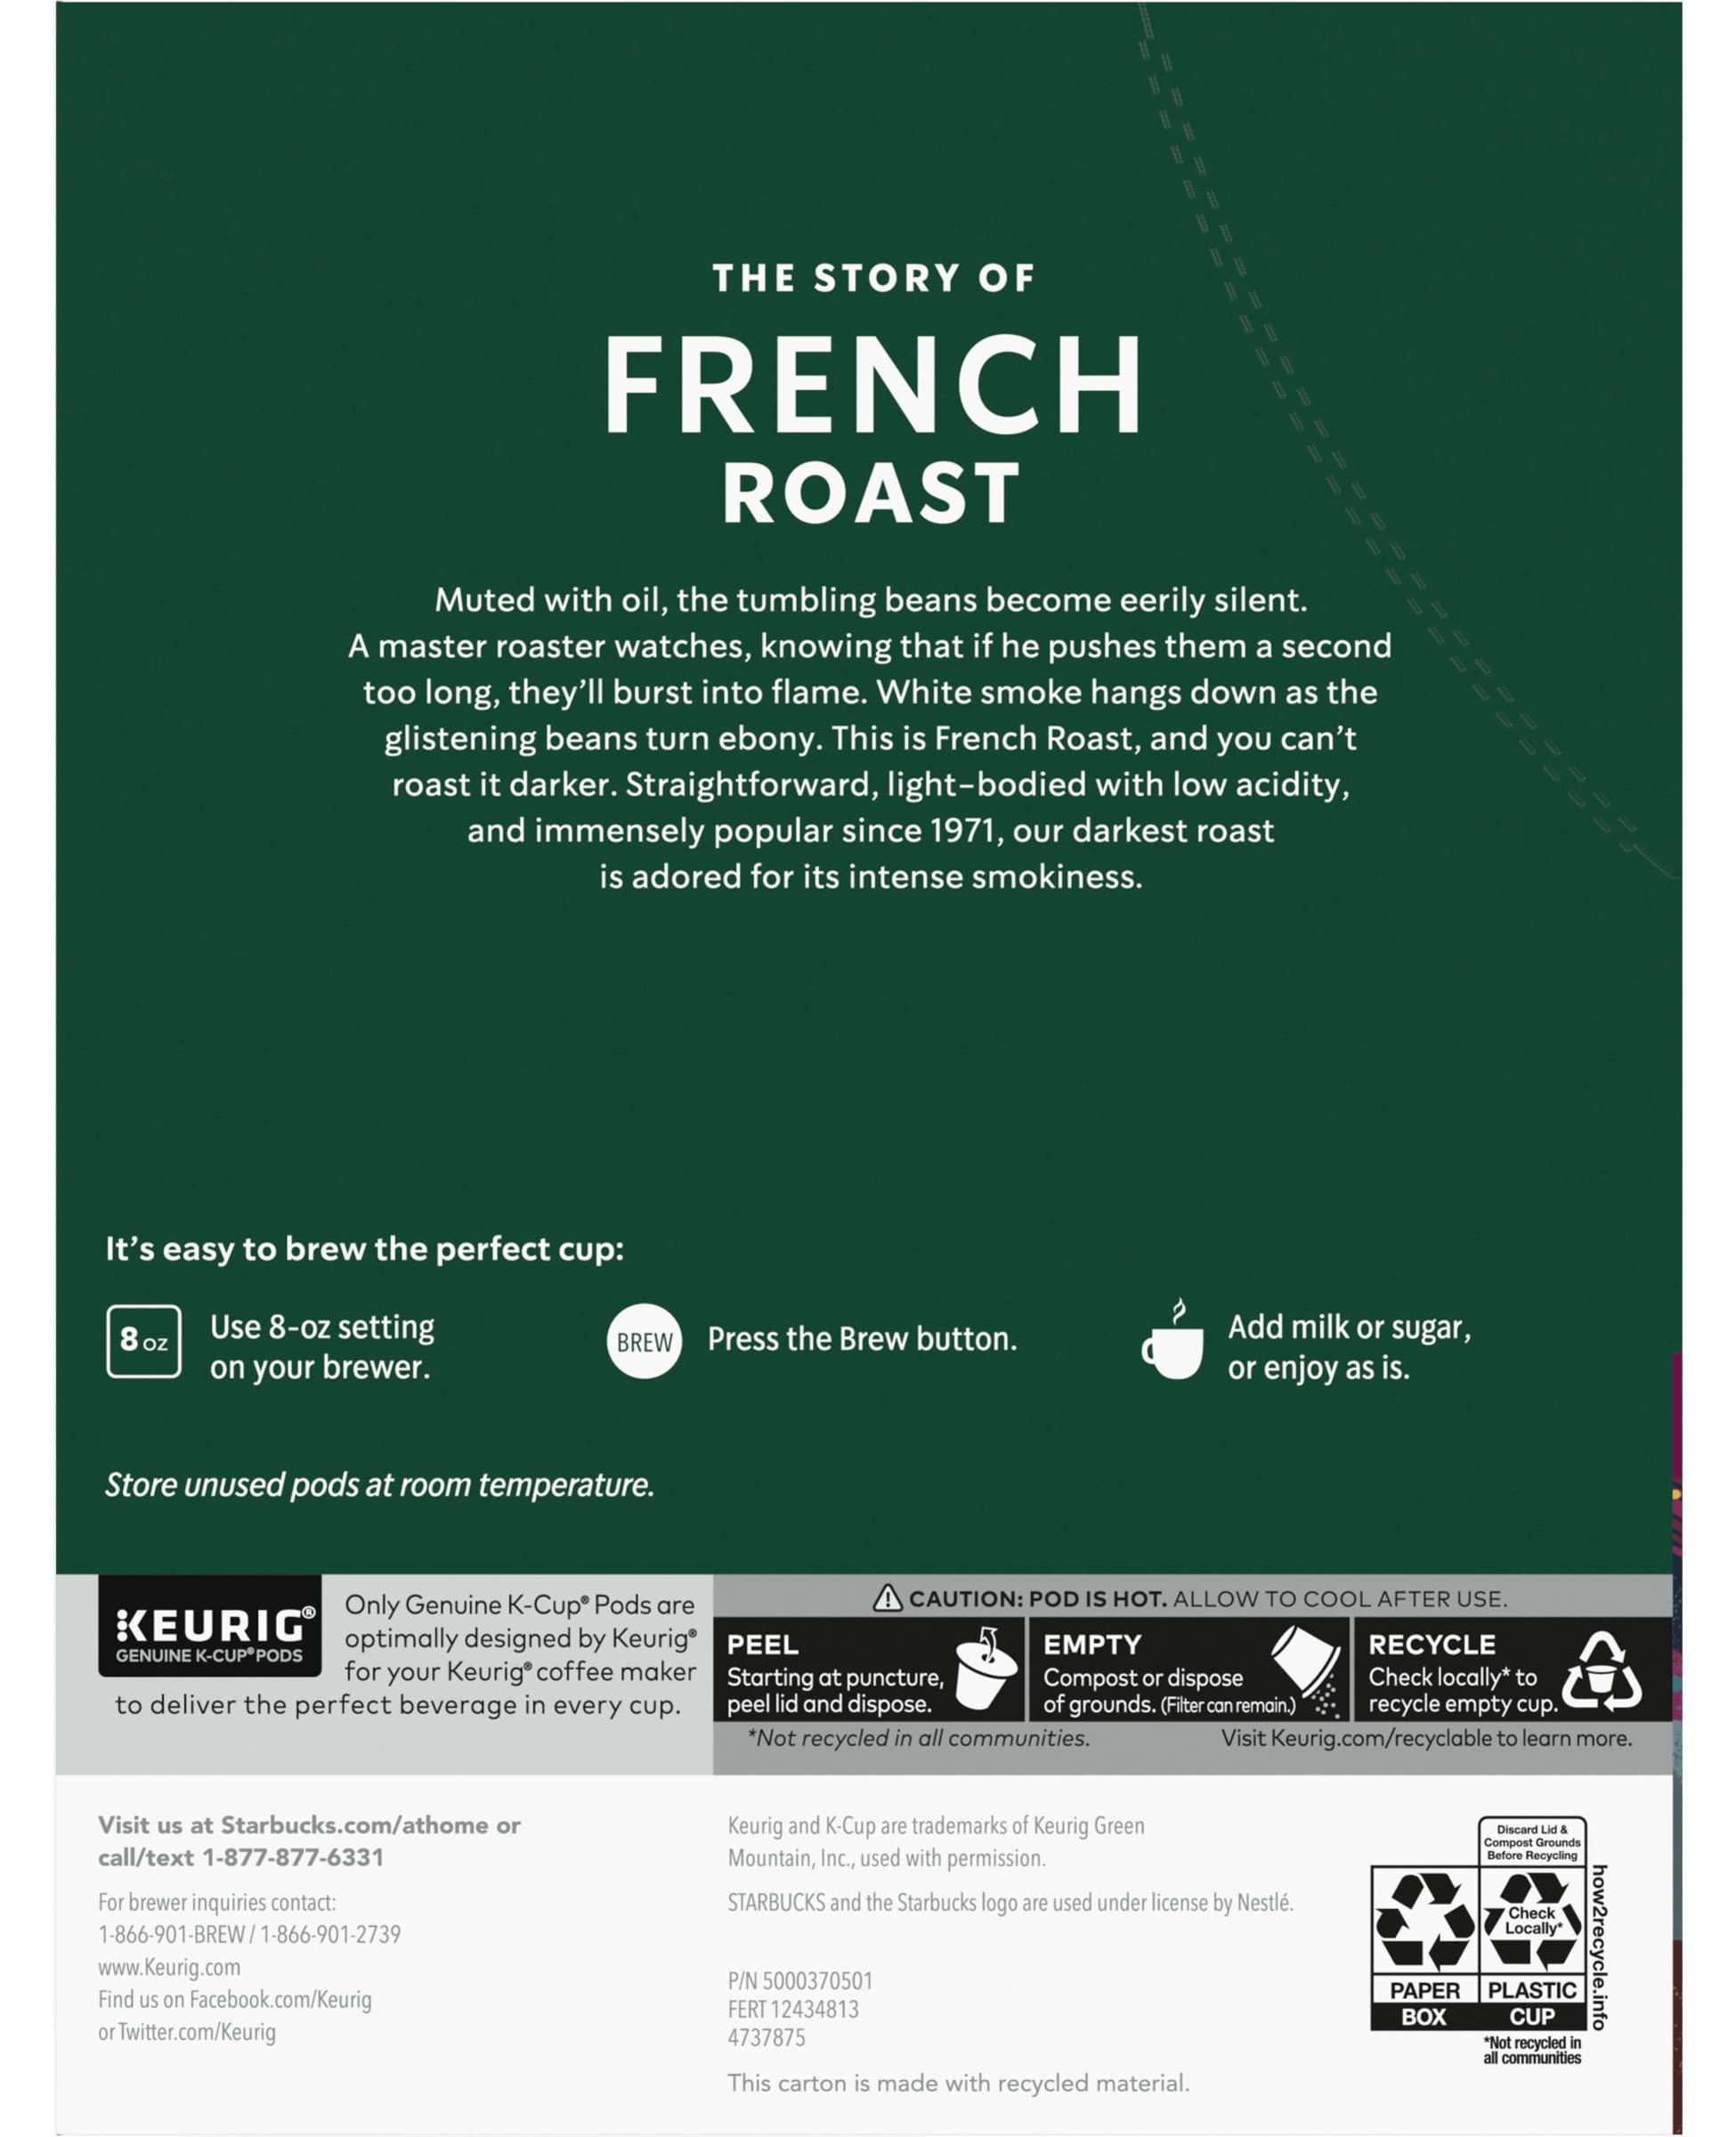 THE STORY OF
FRENCH
ROAST
Muted with oil, the tumbling beans become eerily silent.
A master roaster watches, knowing that if he pushes them a second
too long, they'll burst into flame. White smoke hangs down as the
glistening beans turn ebony. This is French Roast, and you can't
roast it darker. Straightforward, light-bodied with low acidity,
and immensely popular since 1971, our darkest roast
is adored for its intense smokiness.
It's easy to brew the perfect cup:
8 oz
Use 8-oz setting
on your brewer.
BREW
Press the Brew button.
Add milk or sugar,
or enjoy as is.
Store unused pods at room temperature.
KEURIG®
GENUINE K-CUP® PODS
Only Genuine K-Cup® Pods are
optimally designed by Keurig®
for your Keurig® coffee maker
to deliver the perfect beverage in every cup.
CAUTION: POD IS HOT. ALLOW TO COOL AFTER USE.
PEEL
Starting at puncture,
peel lid and dispose.
EMPTY
Compost or dispose
of grounds. (Filter can remain.)
RECYCLE
Check locally* to
recycle empty cup.
*Not recycled in all communities.
Visit Keurig.com/recyclable to learn more.
Visit us at Starbucks.com/athome or
call/text 1-877-877-6331
For brewer inquiries contact:
1-866-901-BREW / 1-866-901-2739
www.Keurig.com
Find us on Facebook.com/Keurig
or Twitter.com/Keurig
Keurig and K-Cup are trademarks of Keurig Green
Mountain, Inc., used with permission.
STARBUCKS and the Starbucks logo are used under license by Nestlé.
P/N 5000370501
FERT 12434813
4737875
This carton is made with recycled material.
Discard Lid &
Compost Grounds
Before Recycling
Check
Locally*
PAPER
PLASTIC
BOX
CUP
how2recycle.info
*Not recycled in
all communities